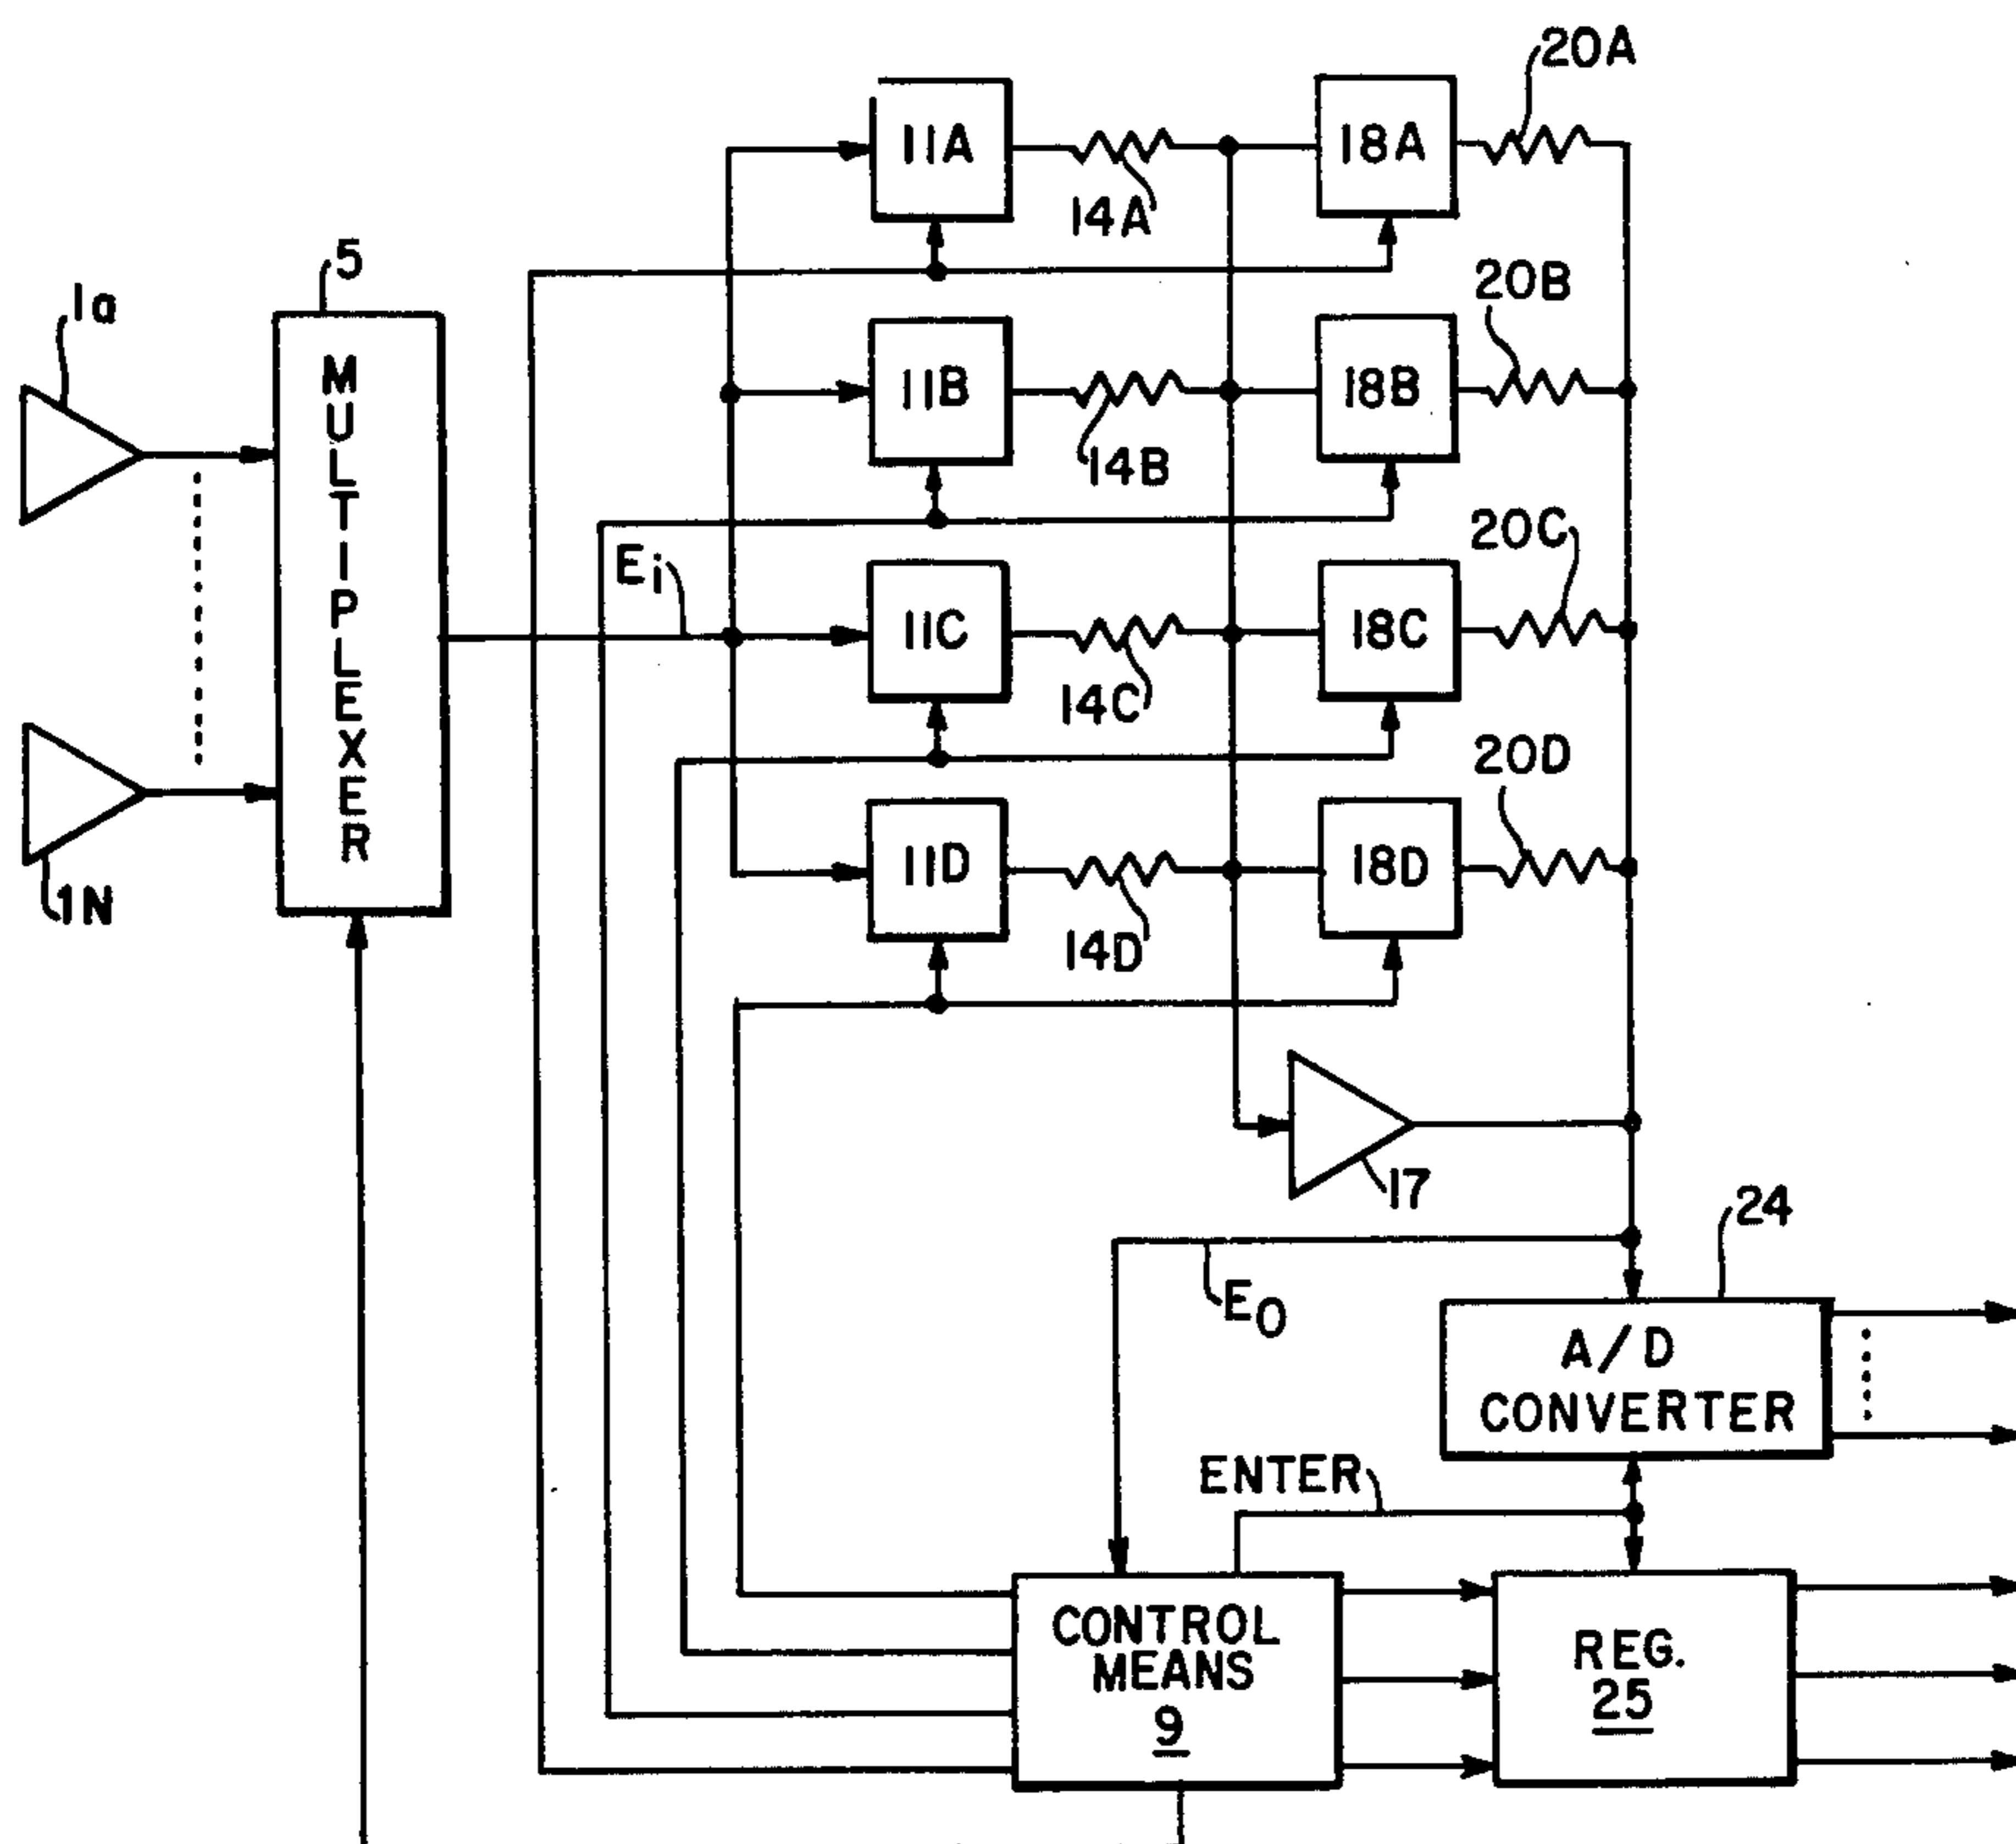 20A
11A
18A
14A
5
1a
20B
11B
18B
14B
MULTIPLEXER
20C
Ei
11C
18C
14C
20D
11D
18D
1N
14D
17
24
E0
A/D
CONVERTER
ENTER
CONTROL
MEANS
9
REG.
25